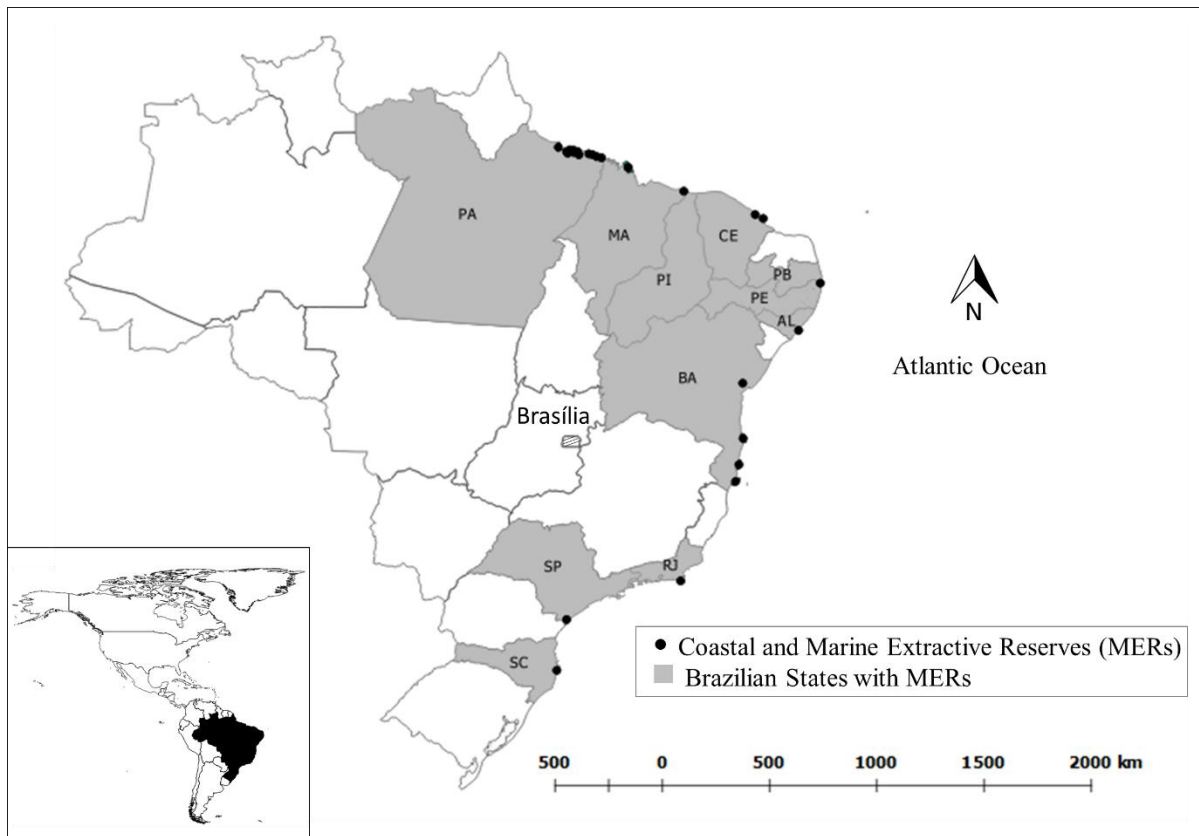 PA
MA
CE
PI
PB
PE
AL
BA
N
Atlantic Ocean
Brasília
SP
RJ
SC
Coastal and Marine Extractive Reserves (MERs)
Brazilian States with MERs
500 0 500 1000 1500 2000 km